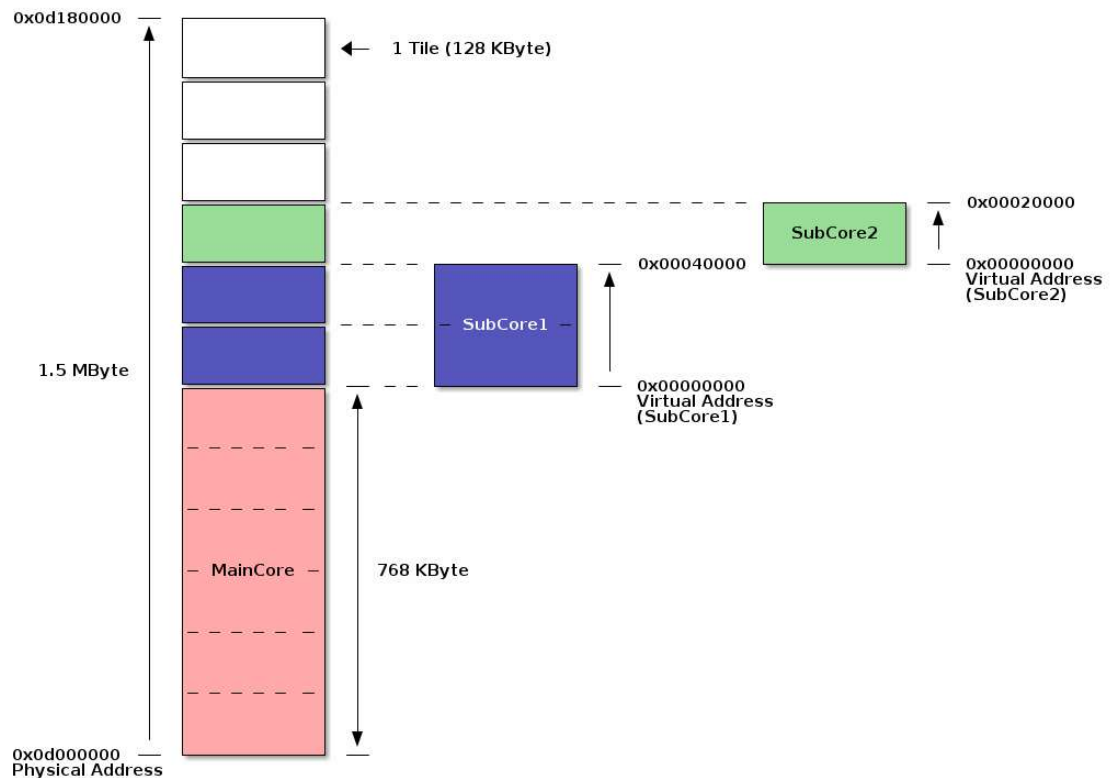 0x0d180000
1 Tile (128 KByte)
0x00020000
SubCore2
0x00040000
0x00000000
Virtual Address
(SubCore2)
SubCore1
1.5 MByte
0x00000000
Virtual Address
(SubCore1)
MainCore
768 KByte
0x0d000000
Physical Address